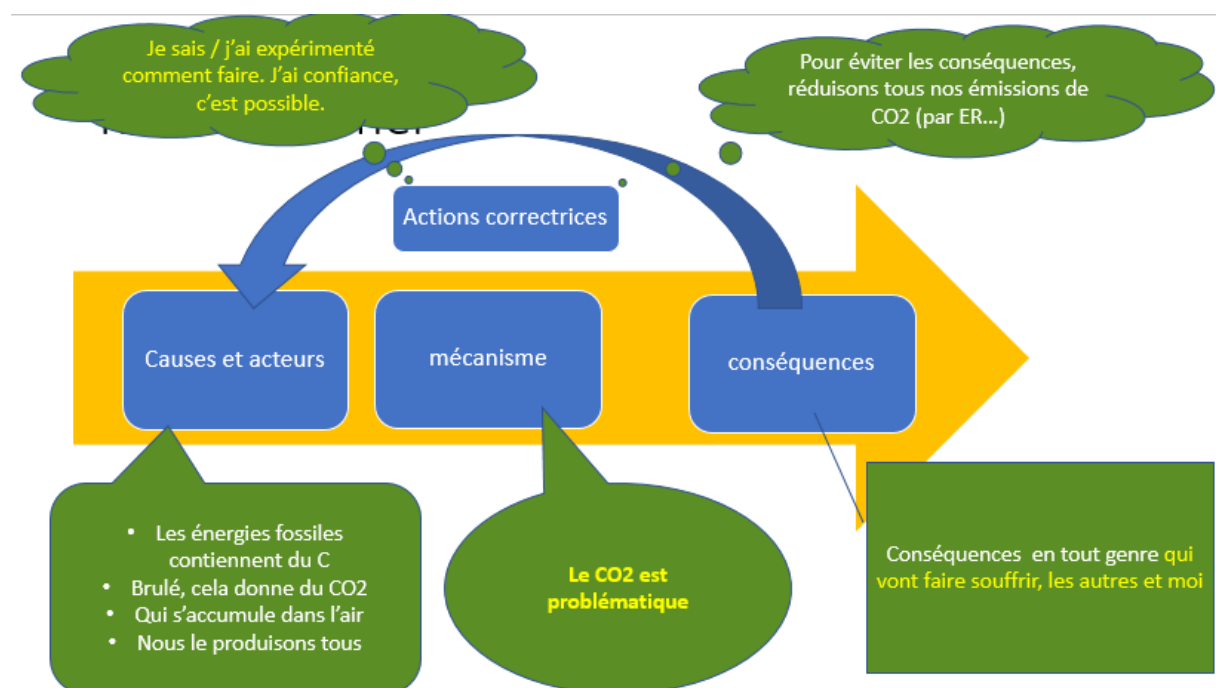 Je sais / j'ai expérimenté
comment faire. J'ai confiance,
c'est possible.
Pour éviter les conséquences,
réduisons tous nos émissions de
CO2 (par ER...)
Actions correctrices
Causes et acteurs
mécanisme
conséquences
• Les énergies fossiles
contiennent du C
• Brulé, cela donne du CO2
• Qui s'accumule dans l'air
• Nous le produisons tous
Le CO2 est
problématique
Conséquences en tout genre qui
vont faire souffrir, les autres et moi